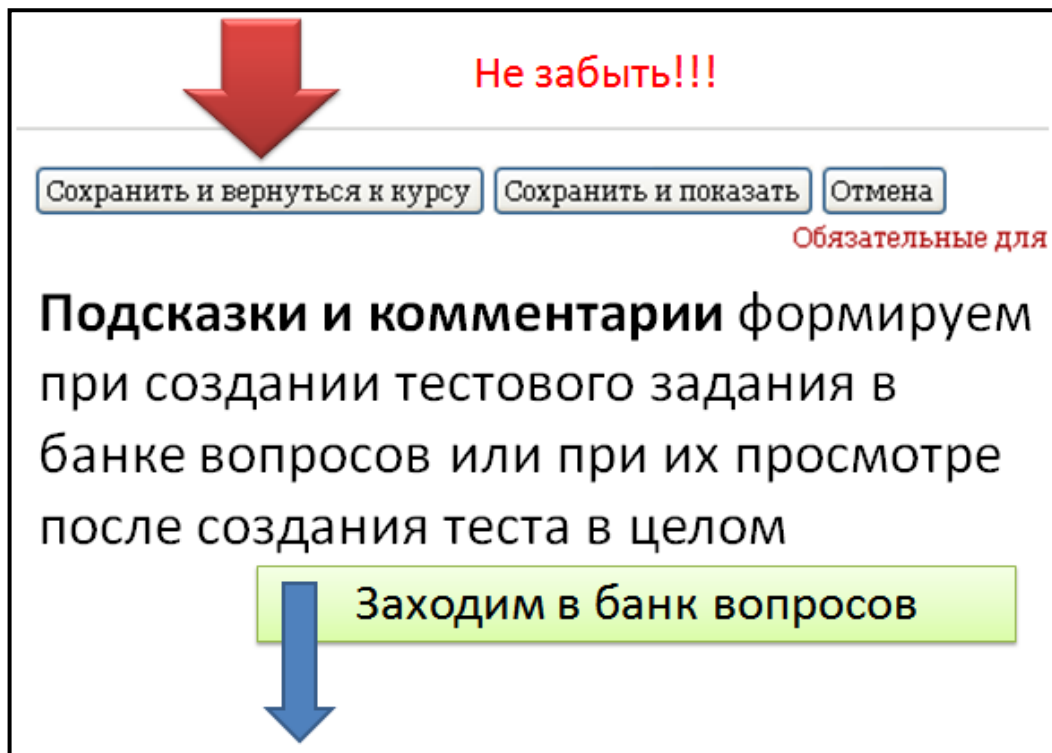 Не забыть!!!
Сохранить и вернуться к курсу Сохранить и показать Отмена
Обязательные для
Подсказки и комментарии формируем
при создании тестового задания в
банке вопросов или при их просмотре
после создания теста в целом
Заходим в банк вопросов